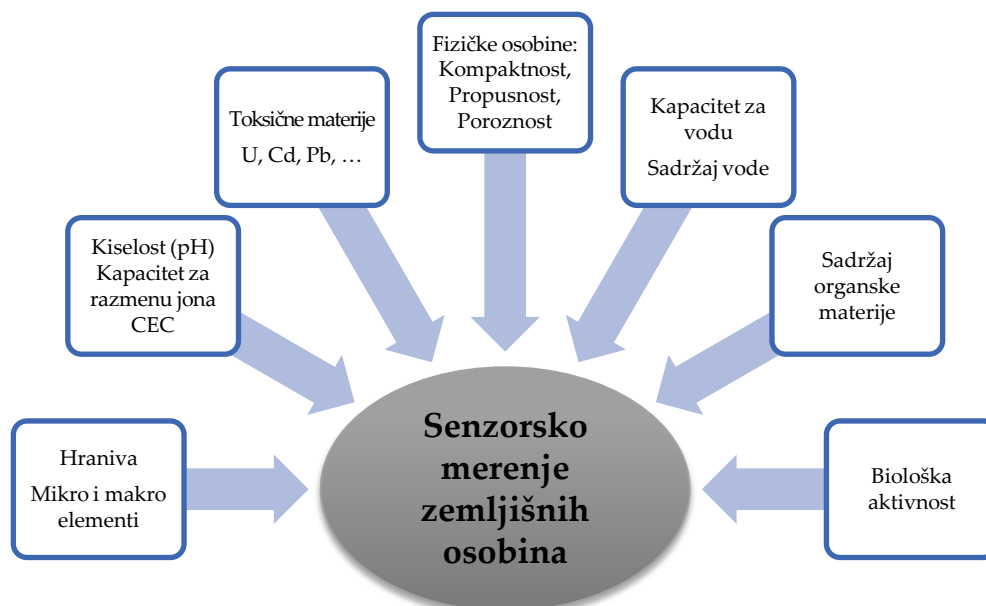 Fizičke osobine:
Kompaktnost,
Propusnost,
Poroznost
Toksične materije
U, Cd, Pb, …
Kapacitet za
vodu
Sadržaj vode
Kiselost (pH)
Kapacitet za
razmenu jona
CEC
Sadržaj
organske
materije
Hraniva
Mikro i makro
elementi
Biološka
aktivnost
Senzorsko
merenje
zemljišnih
osobina